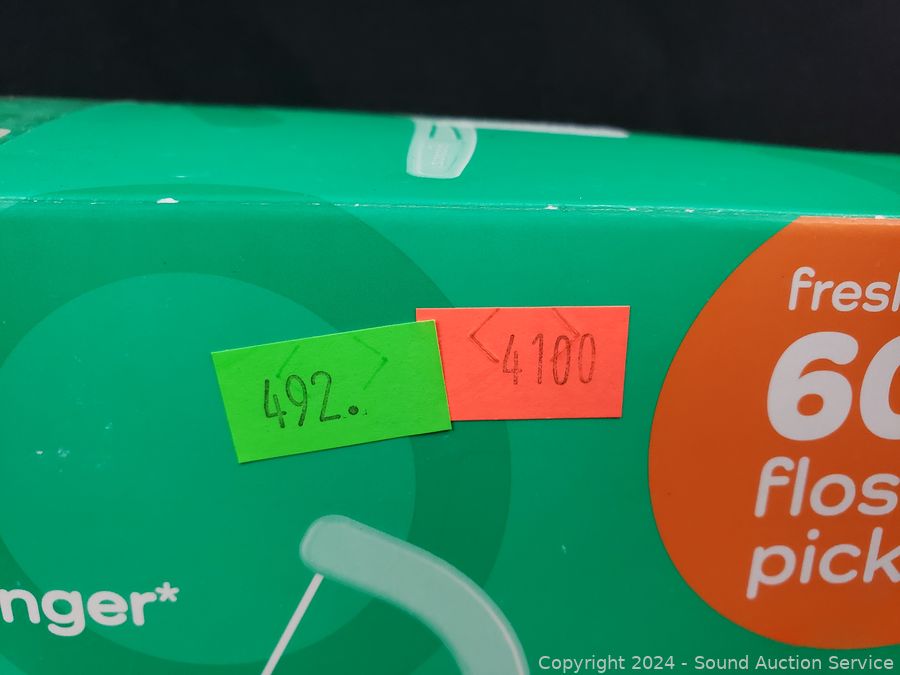 492.
4100
fresh
60
flos
pick
nger*
Copyright 2024 - Sound Auction Service